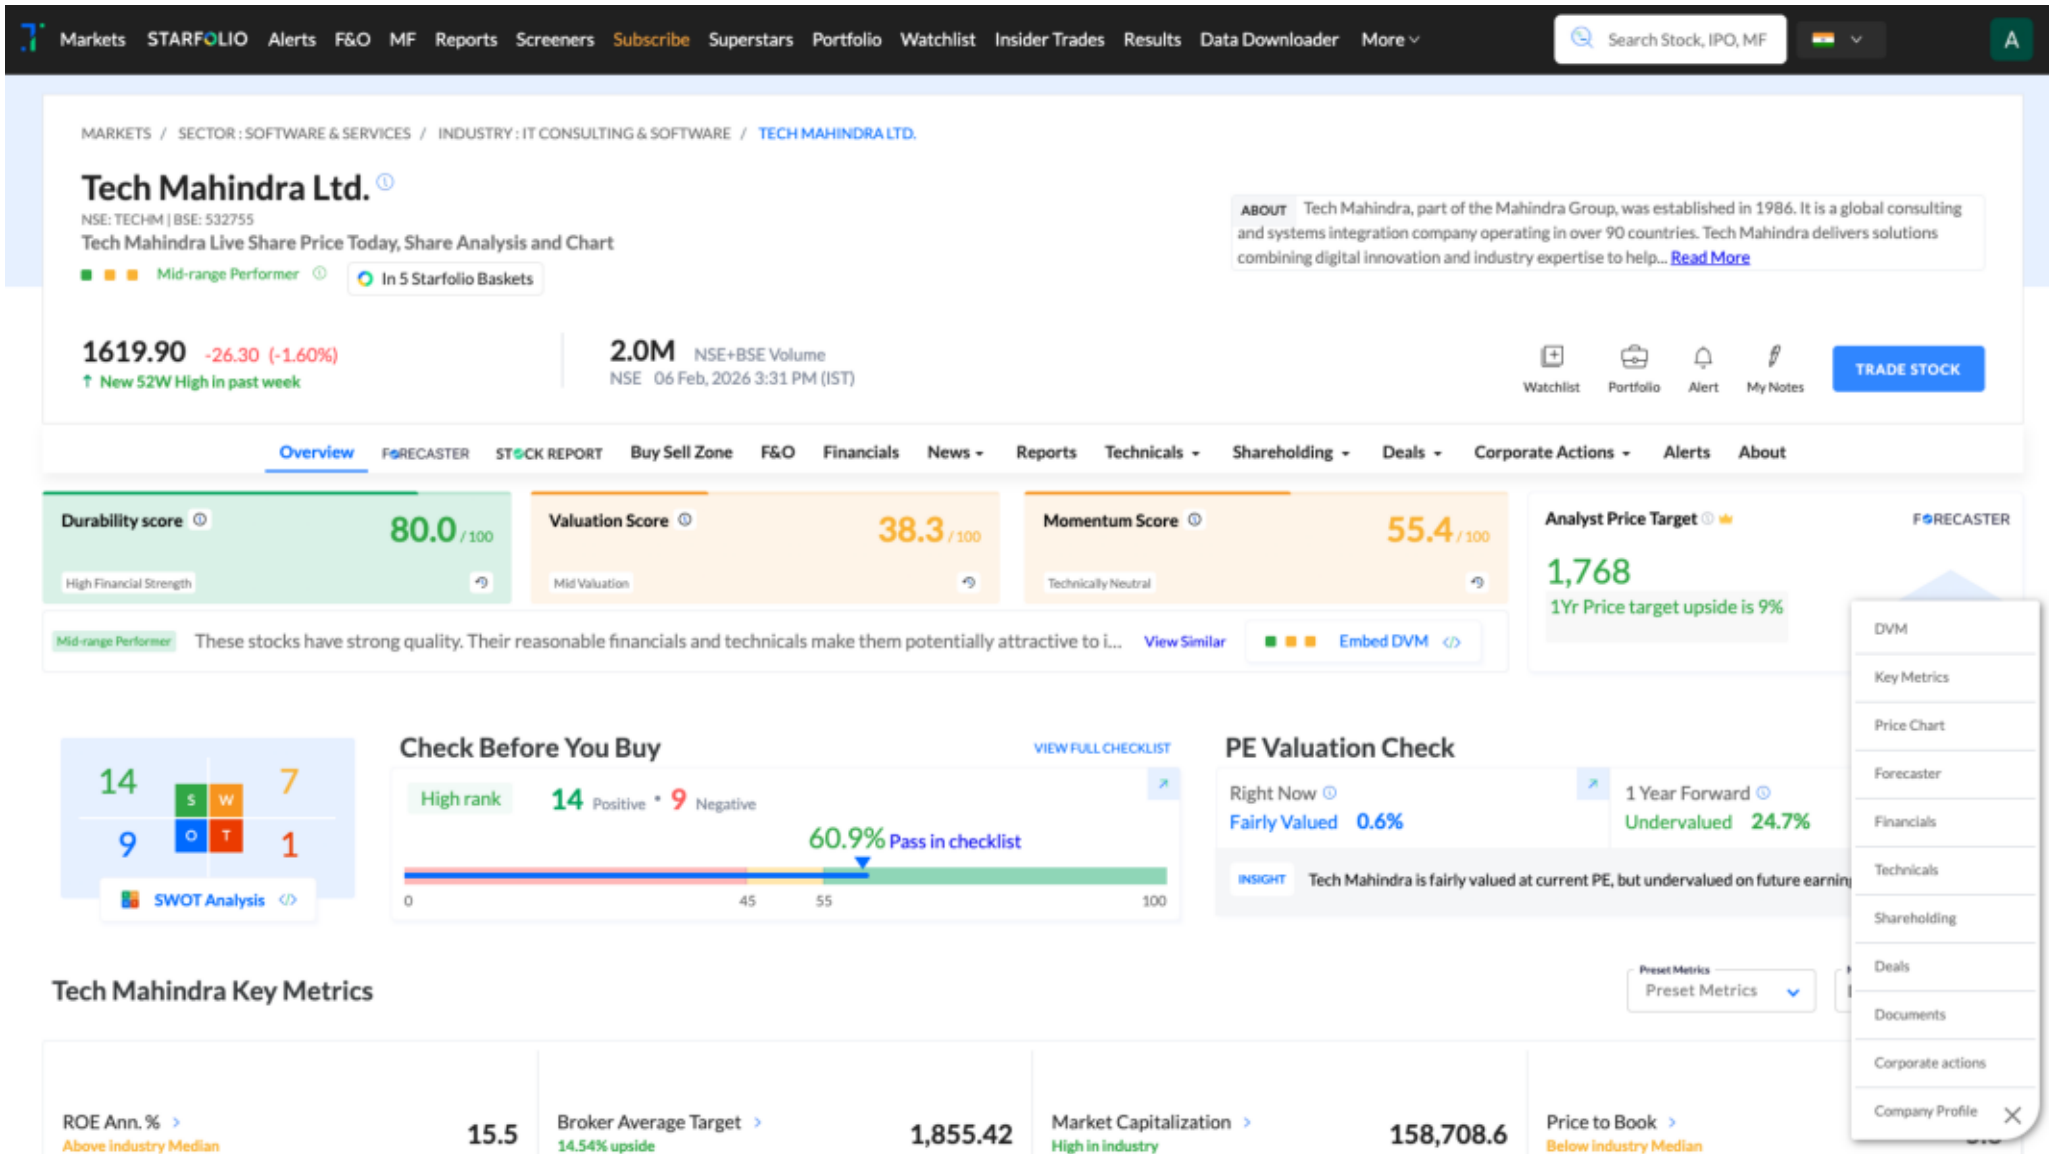 Markets STARFOLIO Alerts F&O MF Reports Screeners Subscribe Superstars Portfolio Watchlist Insider Trades Results Data Downloader More Search Stock, IPO, MF A
MARKETS / SECTOR : SOFTWARE & SERVICES / INDUSTRY : IT CONSULTING & SOFTWARE / TECH MAHINDRA LTD.
Tech Mahindra Ltd.
NSE: TECHM | BSE: 532755
Tech Mahindra Live Share Price Today, Share Analysis and Chart
Mid-range Performer In 5 Starfolio Baskets
ABOUT Tech Mahindra, part of the Mahindra Group, was established in 1986. It is a global consulting
and systems integration company operating in over 90 countries. Tech Mahindra delivers solutions
combining digital innovation and industry expertise to help... Read More
1619.90 -26.30 (-1.60%)
↑ New 52W High in past week
2.0M NSE+BSE Volume
NSE 06 Feb, 2026 3:31 PM (IST)
Watchlist Portfolio Alert My Notes TRADE STOCK
Overview FORECASTER STOCK REPORT Buy Sell Zone F&O Financials News Reports Technicals Shareholding Deals Corporate Actions Alerts About
Durability score 80.0 / 100
High Financial Strength
Valuation Score 38.3 / 100
Mid Valuation
Momentum Score 55.4 / 100
Technically Neutral
Analyst Price Target FORECASTER
1,768
1Yr Price target upside is 9%
Mid-range Performer These stocks have strong quality. Their reasonable financials and technicals make them potentially attractive to i... View Similar Embed DVM </>
14 S W 7
9 O T 1
SWOT Analysis </>
Check Before You Buy VIEW FULL CHECKLIST
High rank 14 Positive • 9 Negative
60.9% Pass in checklist
0 45 55 100
PE Valuation Check
Right Now
Fairly Valued 0.6%
1 Year Forward
Undervalued 24.7%
INSIGHT Tech Mahindra is fairly valued at current PE, but undervalued on future
Tech Mahindra Key Metrics
Preset Metrics
Preset Metrics
ROE Ann. % > 15.5
Above industry Median
Broker Average Target > 1,855.42
14.54% upside
Market Capitalization > 158,708.6
High in industry
Price to Book >
Below industry Median
DVM
Key Metrics
Price Chart
Forecaster
Financials
Technicals
Shareholding
Deals
Documents
Corporate actions
Company Profile